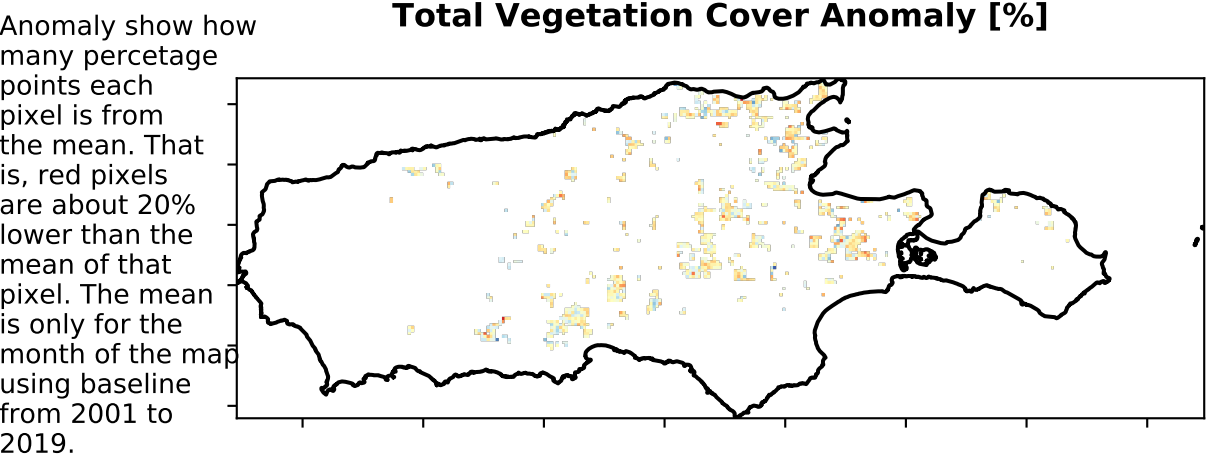 Total Vegetation Cover Anomaly [%]
Anomaly show how
many percetage
points each
pixel is from
the mean. That
is, red pixels
are about 20%
lower than the
mean of that
pixel. The mean
is only for the
month of the map
using baseline
from 2001 to
2019.